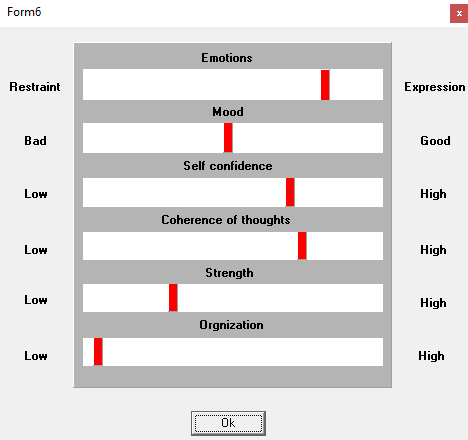 Form6
x
Emotions
Restraint
Expression
Mood
Bad
Good
Self confidence
Low
High
Coherence of thoughts
Low
High
Strength
Low
High
Orgnization
Low
High
Ok